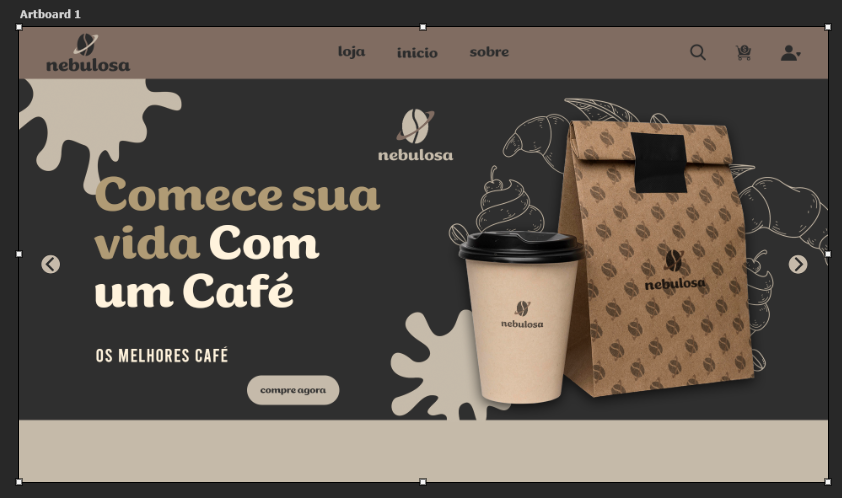 Artboard 1
nebulosa
loja
inicio
sobre
nebulosa
Comece sua
vida Com
um Café
OS MELHORES CAFÉ
compre agora
nebulosa
nebulosa